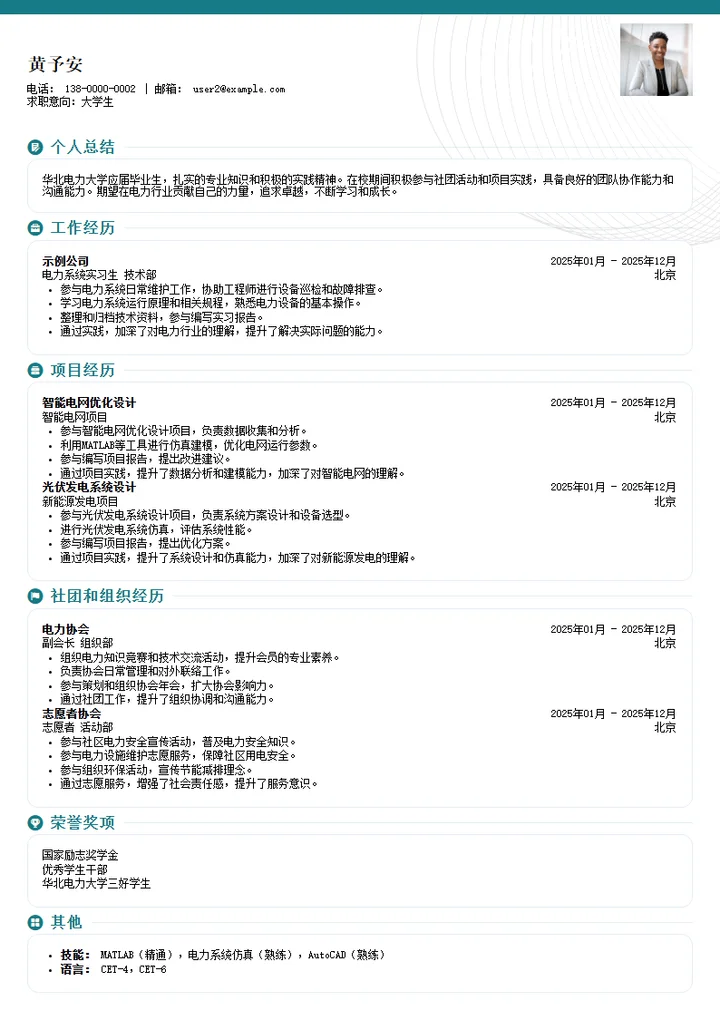 黄予安
电话： 138-0000-0002 | 邮箱： user2@example.com
求职意向：大学生
个人总结
华北电力大学应届毕业生，扎实的专业知识和积极的实践精神。在校期间积极参与社团活动和项目实践，具备良好的团队协作能力和
沟通能力。期望在电力行业贡献自己的力量，追求卓越，不断学习和成长。
工作经历
示例公司 2025年01月 - 2025年12月
电力系统实习生 技术部 北京
• 参与电力系统日常维护工作，协助工程师进行设备巡检和故障排查。
• 学习电力系统运行原理和相关规程，熟悉电力设备的基本操作。
• 整理和归档技术资料，参与编写实习报告。
• 通过实践，加深了对电力行业的理解，提升了解决实际问题的能力。
项目经历
智能电网优化设计 2025年01月 - 2025年12月
智能电网项目 北京
• 参与智能电网优化设计项目，负责数据收集和分析。
• 利用MATLAB等工具进行仿真建模，优化电网运行参数。
• 参与编写项目报告，提出改进建议。
• 通过项目实践，提升了数据分析和建模能力，加深了对智能电网的理解。
光伏发电系统设计 2025年01月 - 2025年12月
新能源发电项目 北京
• 参与光伏发电系统设计项目，负责系统方案设计和设备选型。
• 进行光伏发电系统仿真，评估系统性能。
• 参与编写项目报告，提出优化方案。
• 通过项目实践，提升了系统设计和仿真能力，加深了对新能源发电的理解。
社团和组织经历
电力协会 2025年01月 - 2025年12月
副会长 组织部 北京
• 组织电力知识竞赛和技术交流活动，提升会员的专业素养。
• 负责协会日常管理和对外联络工作。
• 参与策划和组织协会年会，扩大协会影响力。
• 通过社团工作，提升了组织协调和沟通能力。
志愿者协会 2025年01月 - 2025年12月
志愿者 活动部 北京
• 参与社区电力安全宣传活动，普及电力安全知识。
• 参与电力设施维护志愿服务，保障社区用电安全。
• 参与组织环保活动，宣传节能减排理念。
• 通过志愿服务，增强了社会责任感，提升了服务意识。
荣誉奖项
国家励志奖学金
优秀学生干部
华北电力大学三好学生
其他
• 技能： MATLAB（精通），电力系统仿真（熟练），AutoCAD（熟练）
• 语言： CET-4，CET-6